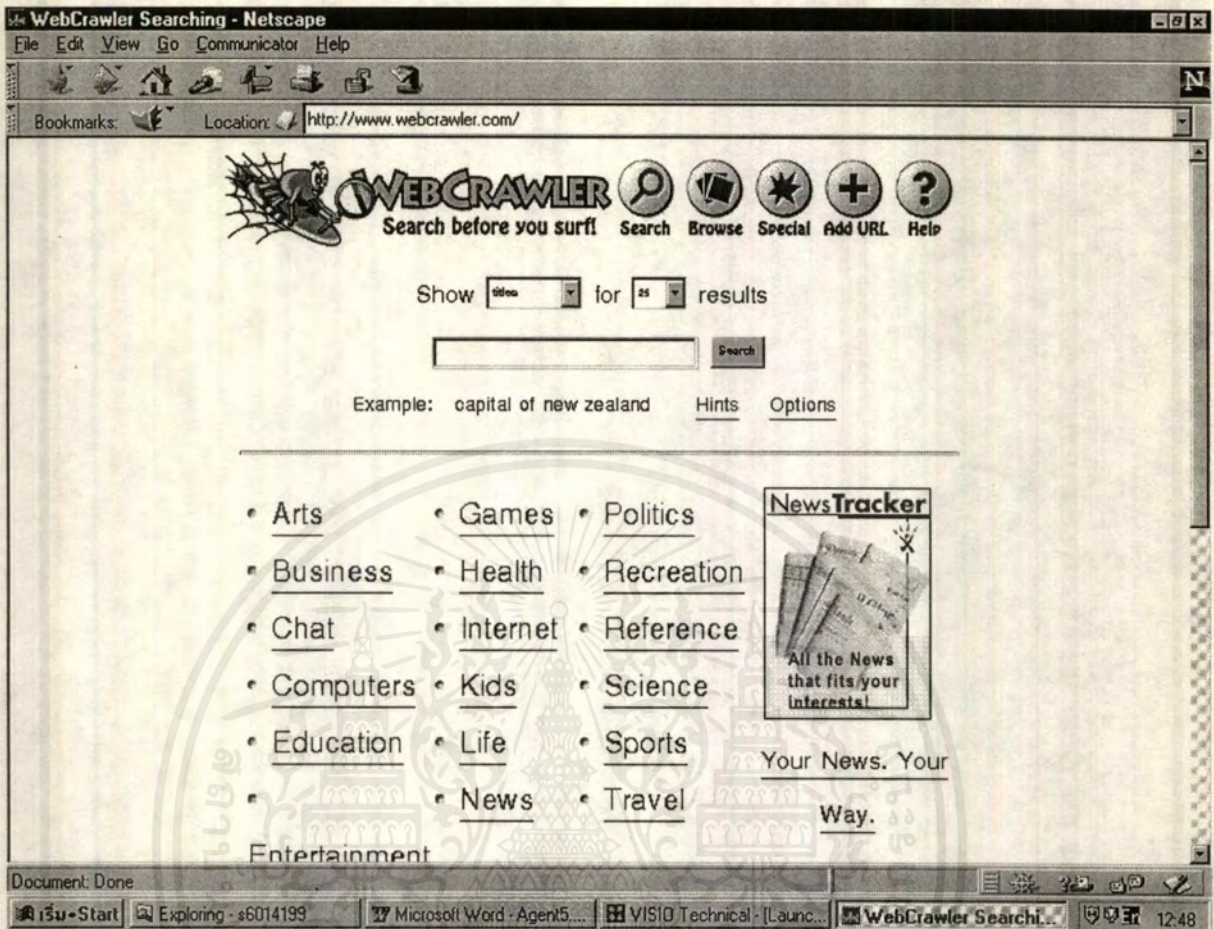 WebCrawler Searching - Netscape
File Edit View Go Communicator Help
N
Bookmarks: Location: http://www.webcrawler.com/
WEBCRAWLER
Search before you surf!
Search Browse Special Add URL Help
Show titles for 25 results
Search
Example: capital of new zealand Hints Options
• Arts • Games • Politics
• Business • Health • Recreation
• Chat • Internet • Reference
• Computers • Kids • Science
• Education • Life • Sports
• • News • Travel
Entertainment
NewsTracker
All the News
that fits your
Interests!
Your News. Your
Way.
Document: Done
เริ่ม-Start Exploring - s6014199 Microsoft Word - Agent5.... VISIO Technical - [Launc... WebCrawler Searchi... 12:48